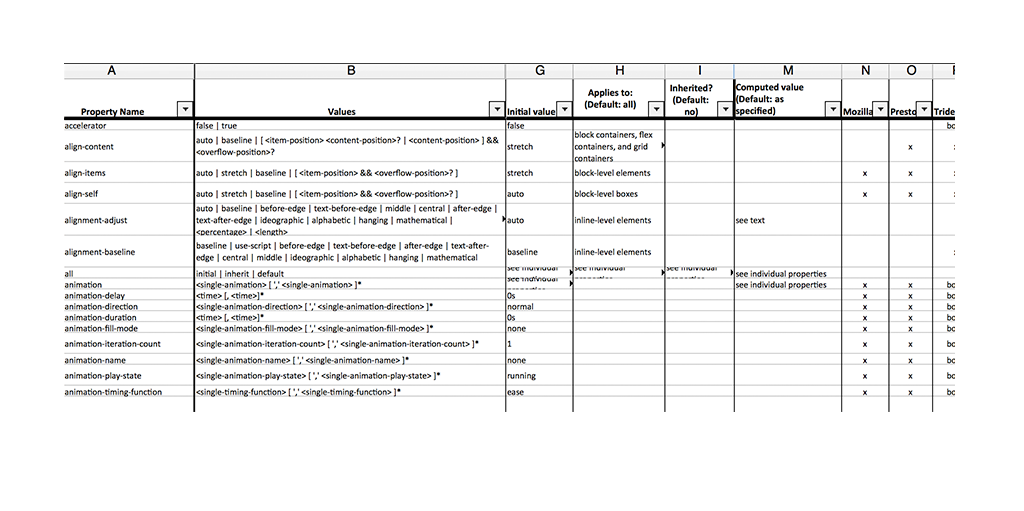 A B G H I M N O
Property Name Values Initial value Applies to: (Default: all) Inherited? (Default: no) Computed value (Default: as specified) Mozilla Presto Tride
accelerator false | true false
align-content auto | baseline | [ <item-position> <content-position>? | <content-position> ] && <overflow-position>? stretch block containers, flex containers, and grid containers x
align-items auto | stretch | baseline | [ <item-position> && <overflow-position>? ] stretch block-level elements x x
align-self auto | stretch | baseline | [ <item-position> && <overflow-position>? ] auto block-level boxes x x
alignment-adjust auto | baseline | before-edge | text-before-edge | middle | central | after-edge | text-after-edge | ideographic | alphabetic | hanging | mathematical | <percentage> | <length> auto inline-level elements see text
alignment-baseline baseline | use-script | before-edge | text-before-edge | after-edge | text-after-edge | central | middle | ideographic | alphabetic | hanging | mathematical baseline inline-level elements
all initial | inherit | default see individual see individual see individual see individual properties
animation <single-animation> [ ',' <single-animation> ]* see individual see individual properties x x bo
animation-delay <time> [, <time>]* 0s x x bo
animation-direction <single-animation-direction> [ ',' <single-animation-direction> ]* normal x x bo
animation-duration <time> [, <time>]* 0s x x bo
animation-fill-mode <single-animation-fill-mode> [ ',' <single-animation-fill-mode> ]* none x x bo
animation-iteration-count <single-animation-iteration-count> [ ',' <single-animation-iteration-count> ]* 1 x x bo
animation-name <single-animation-name> [ ',' <single-animation-name> ]* none x x bo
animation-play-state <single-animation-play-state> [ ',' <single-animation-play-state> ]* running x x bo
animation-timing-function <single-timing-function> [ ',' <single-timing-function> ]* ease x x bo